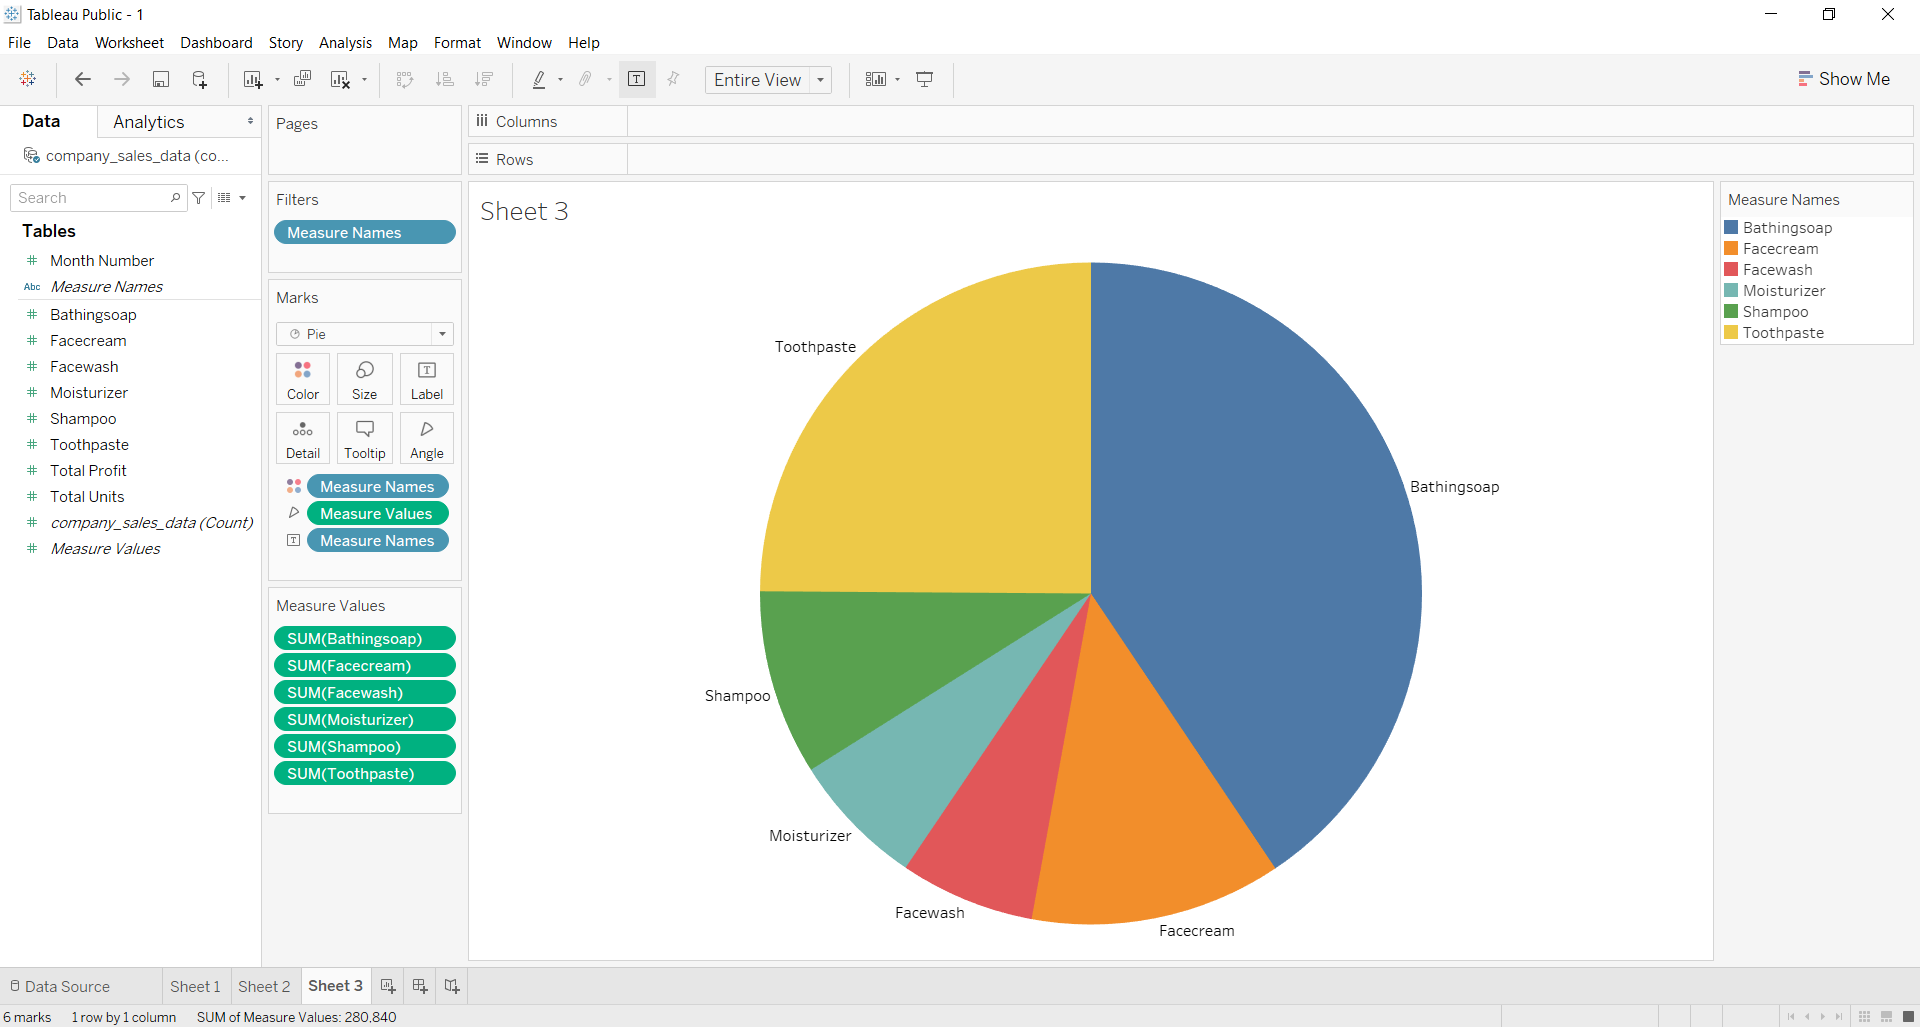 Tableau Public - 1
File Data Worksheet Dashboard Story Analysis Map Format Window Help
Entire View
Show Me
Data Analytics
company_sales_data (co...
Search
Tables
Month Number
Abc Measure Names
Bathingsoap
Facecream
Facewash
Moisturizer
Shampoo
Toothpaste
Total Profit
Total Units
company_sales_data (Count)
Measure Values
Pages
Filters
Measure Names
Marks
Pie
Color Size Label
Detail Tooltip Angle
Measure Names
Measure Values
Measure Names
Measure Values
SUM(Bathingsoap)
SUM(Facecream)
SUM(Facewash)
SUM(Moisturizer)
SUM(Shampoo)
SUM(Toothpaste)
Columns
Rows
Sheet 3
Toothpaste
Bathingsoap
Shampoo
Moisturizer
Facewash
Facecream
Measure Names
Bathingsoap
Facecream
Facewash
Moisturizer
Shampoo
Toothpaste
Data Source Sheet 1 Sheet 2 Sheet 3
6 marks 1 row by 1 column SUM of Measure Values: 280,840